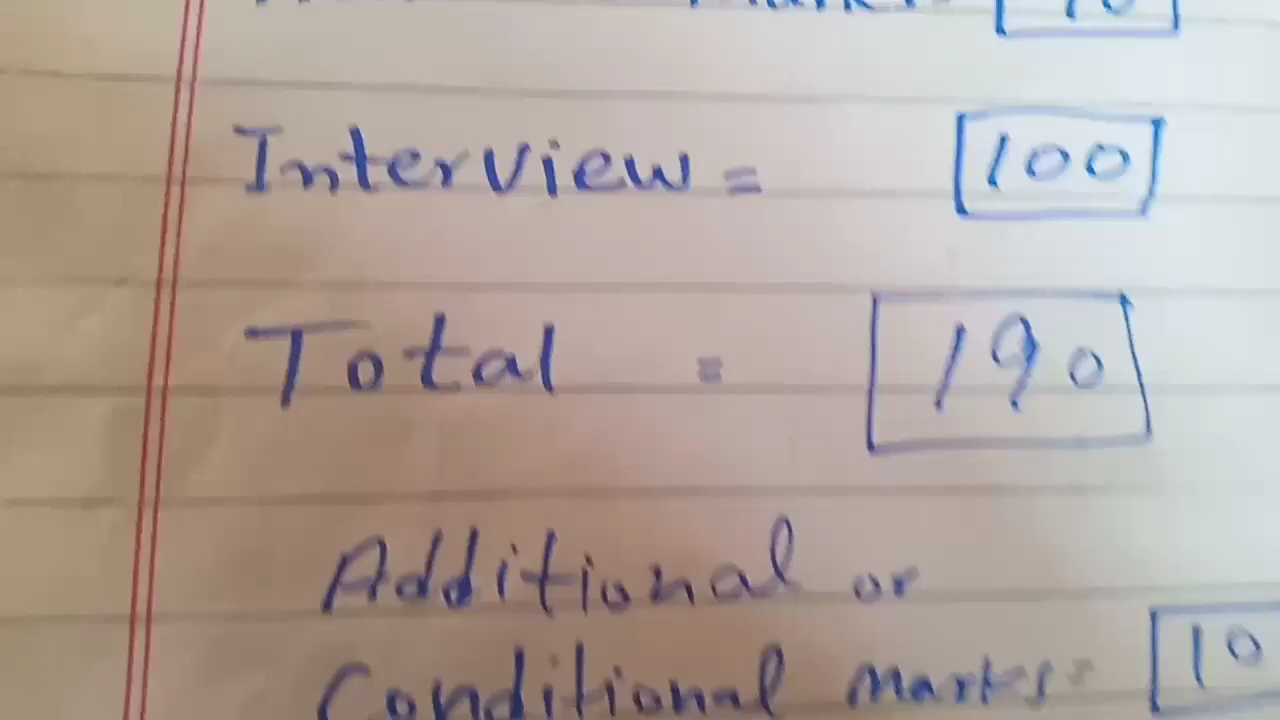 Interview = 100
Total = 190
Additional or
Conditional marks = 10